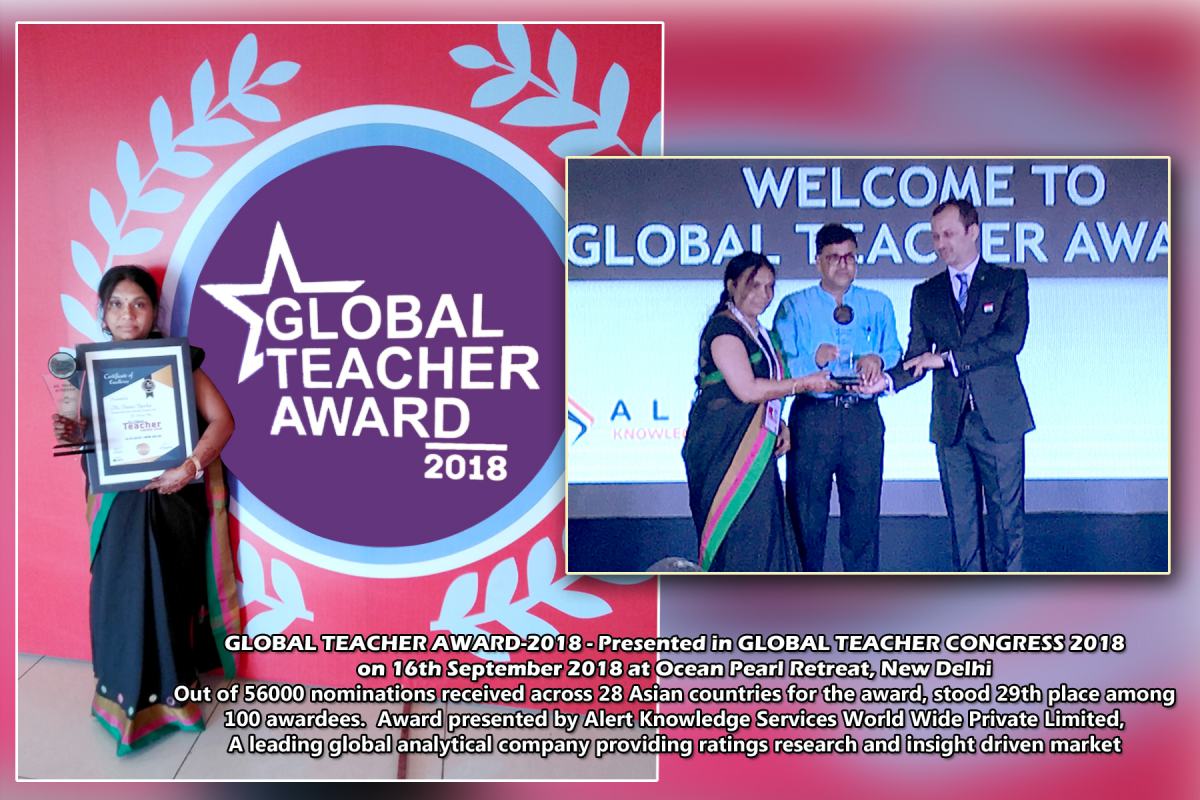 GLOBAL
TEACHER
AWARD
2018
Certificate of
Excellence
Teacher
WELCOME TO
GLOBAL TEACHER AWA
AL
KNOWLE
GLOBAL TEACHER AWARD-2018 - Presented in GLOBAL TEACHER CONGRESS 2018
on 16th September 2018 at Ocean Pearl Retreat, New Delhi
Out of 56000 nominations received across 28 Asian countries for the award, stood 29th place among
100 awardees. Award presented by Alert Knowledge Services World Wide Private Limited,
A leading global analytical company providing ratings research and insight driven market